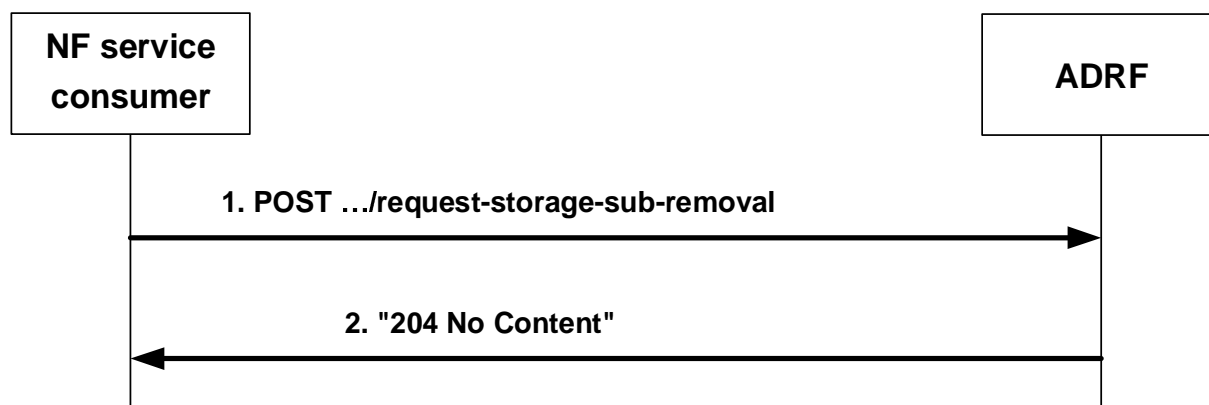 NF service
consumer
ADRF
1. POST …/request-storage-sub-removal
2. "204 No Content"